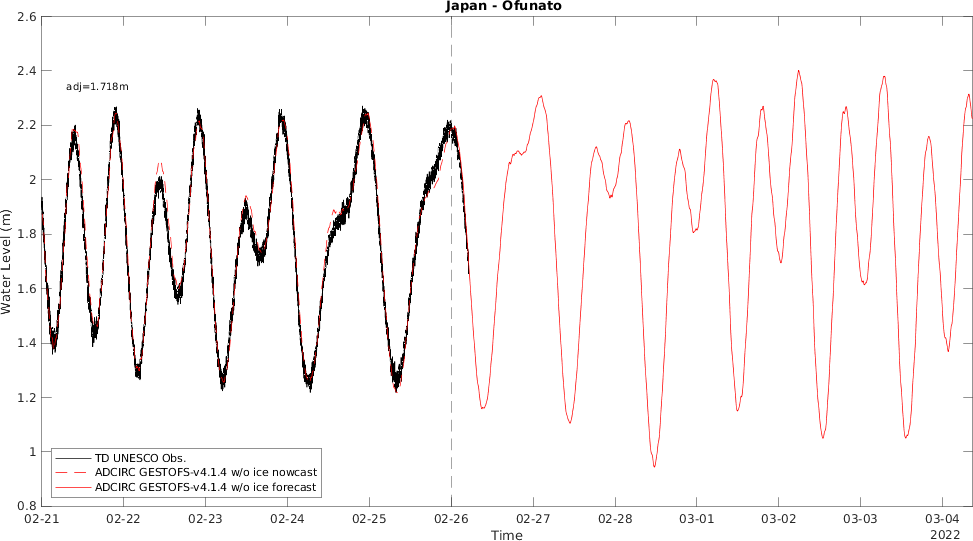 Japan - Ofunato
2.6
2.4
2.2
2
1.8
1.6
1.4
1.2
1
0.8
Water Level (m)
adj=1.718m
TD UNESCO Obs.
ADCIRC GESTOFS-v4.1.4 w/o ice nowcast
ADCIRC GESTOFS-v4.1.4 w/o ice forecast
02-21 02-22 02-23 02-24 02-25 02-26 02-27 02-28 03-01 03-02 03-03 03-04
2022
Time